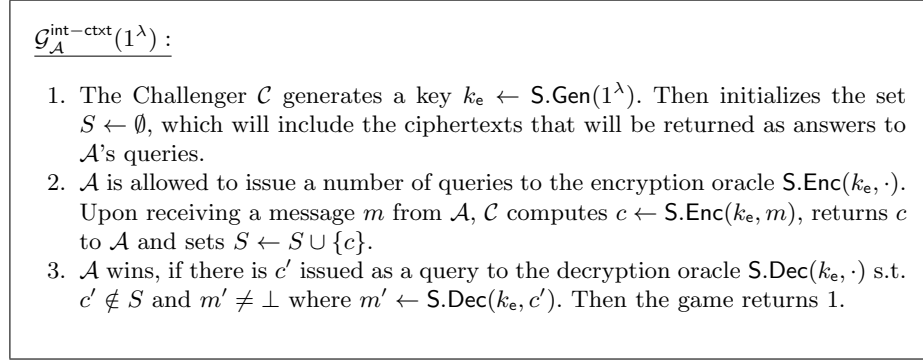 𝒢_𝒜^{int−ctxt}(1^λ) :
1. The Challenger 𝒞 generates a key k_e ← S.Gen(1^λ). Then initializes the set
S ← ∅, which will include the ciphertexts that will be returned as answers to
𝒜's queries.
2. 𝒜 is allowed to issue a number of queries to the encryption oracle S.Enc(k_e, ·).
Upon receiving a message m from 𝒜, 𝒞 computes c ← S.Enc(k_e, m), returns c
to 𝒜 and sets S ← S ∪ {c}.
3. 𝒜 wins, if there is c′ issued as a query to the decryption oracle S.Dec(k_e, ·) s.t.
c′ ∉ S and m′ ≠ ⊥ where m′ ← S.Dec(k_e, c′). Then the game returns 1.